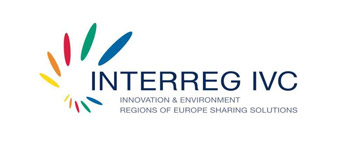 INTERREG IVC
INNOVATION & ENVIRONMENT
REGIONS OF EUROPE SHARING SOLUTIONS